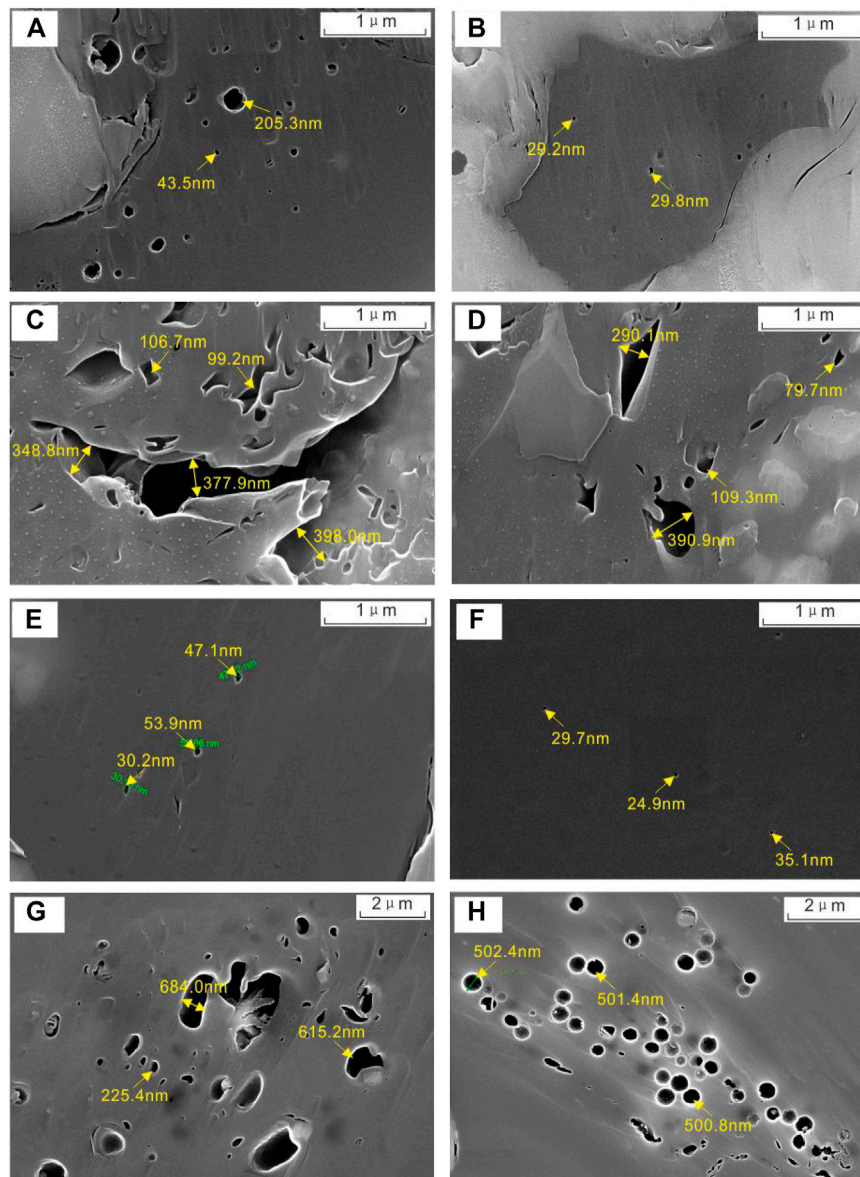 A
1 μm
205.3nm
43.5nm
B
1 μm
29.2nm
29.8nm
C
1 μm
106.7nm
99.2nm
348.8nm
377.9nm
398.0nm
D
1 μm
290.1nm
79.7nm
109.3nm
390.9nm
E
1 μm
47.1nm
53.9nm
30.2nm
F
1 μm
29.7nm
24.9nm
35.1nm
G
2 μm
684.0nm
615.2nm
225.4nm
H
2 μm
502.4nm
501.4nm
500.8nm